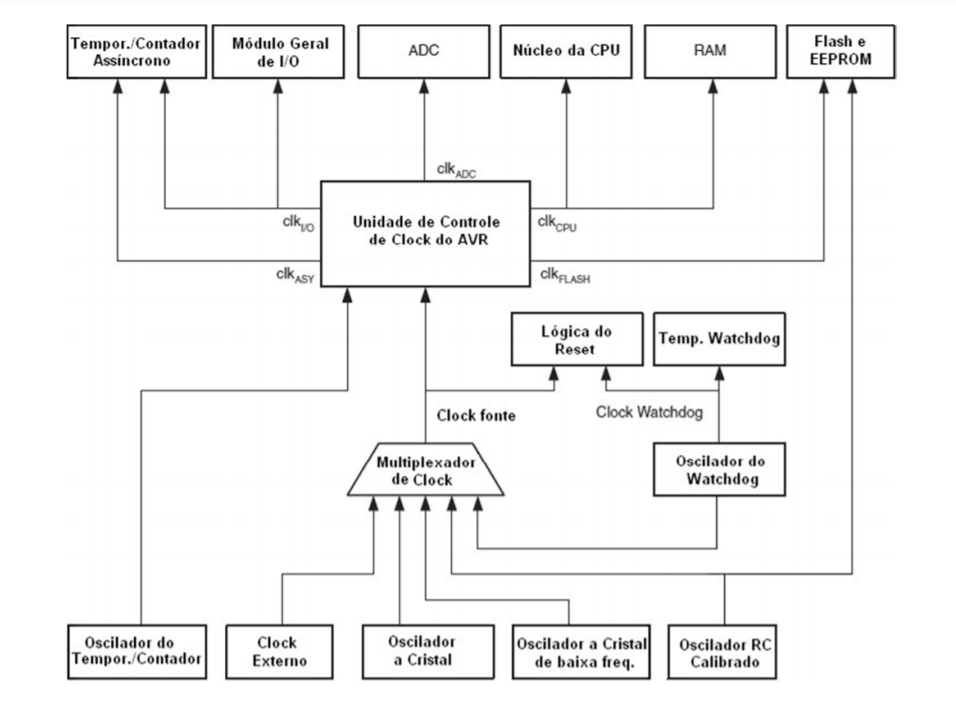 Tempor./Contador
Assíncrono
Módulo Geral
de I/O
ADC
Núcleo da CPU
RAM
Flash e
EEPROM
clkADC
clkI/O
Unidade de Controle
de Clock do AVR
clkCPU
clkASY
clkFLASH
Lógica do
Reset
Temp. Watchdog
Clock fonte
Clock Watchdog
Multiplexador
de Clock
Oscilador do
Watchdog
Oscilador do
Tempor./Contador
Clock
Externo
Oscilador
a Cristal
Oscilador a Cristal
de baixa freq.
Oscilador RC
Calibrado